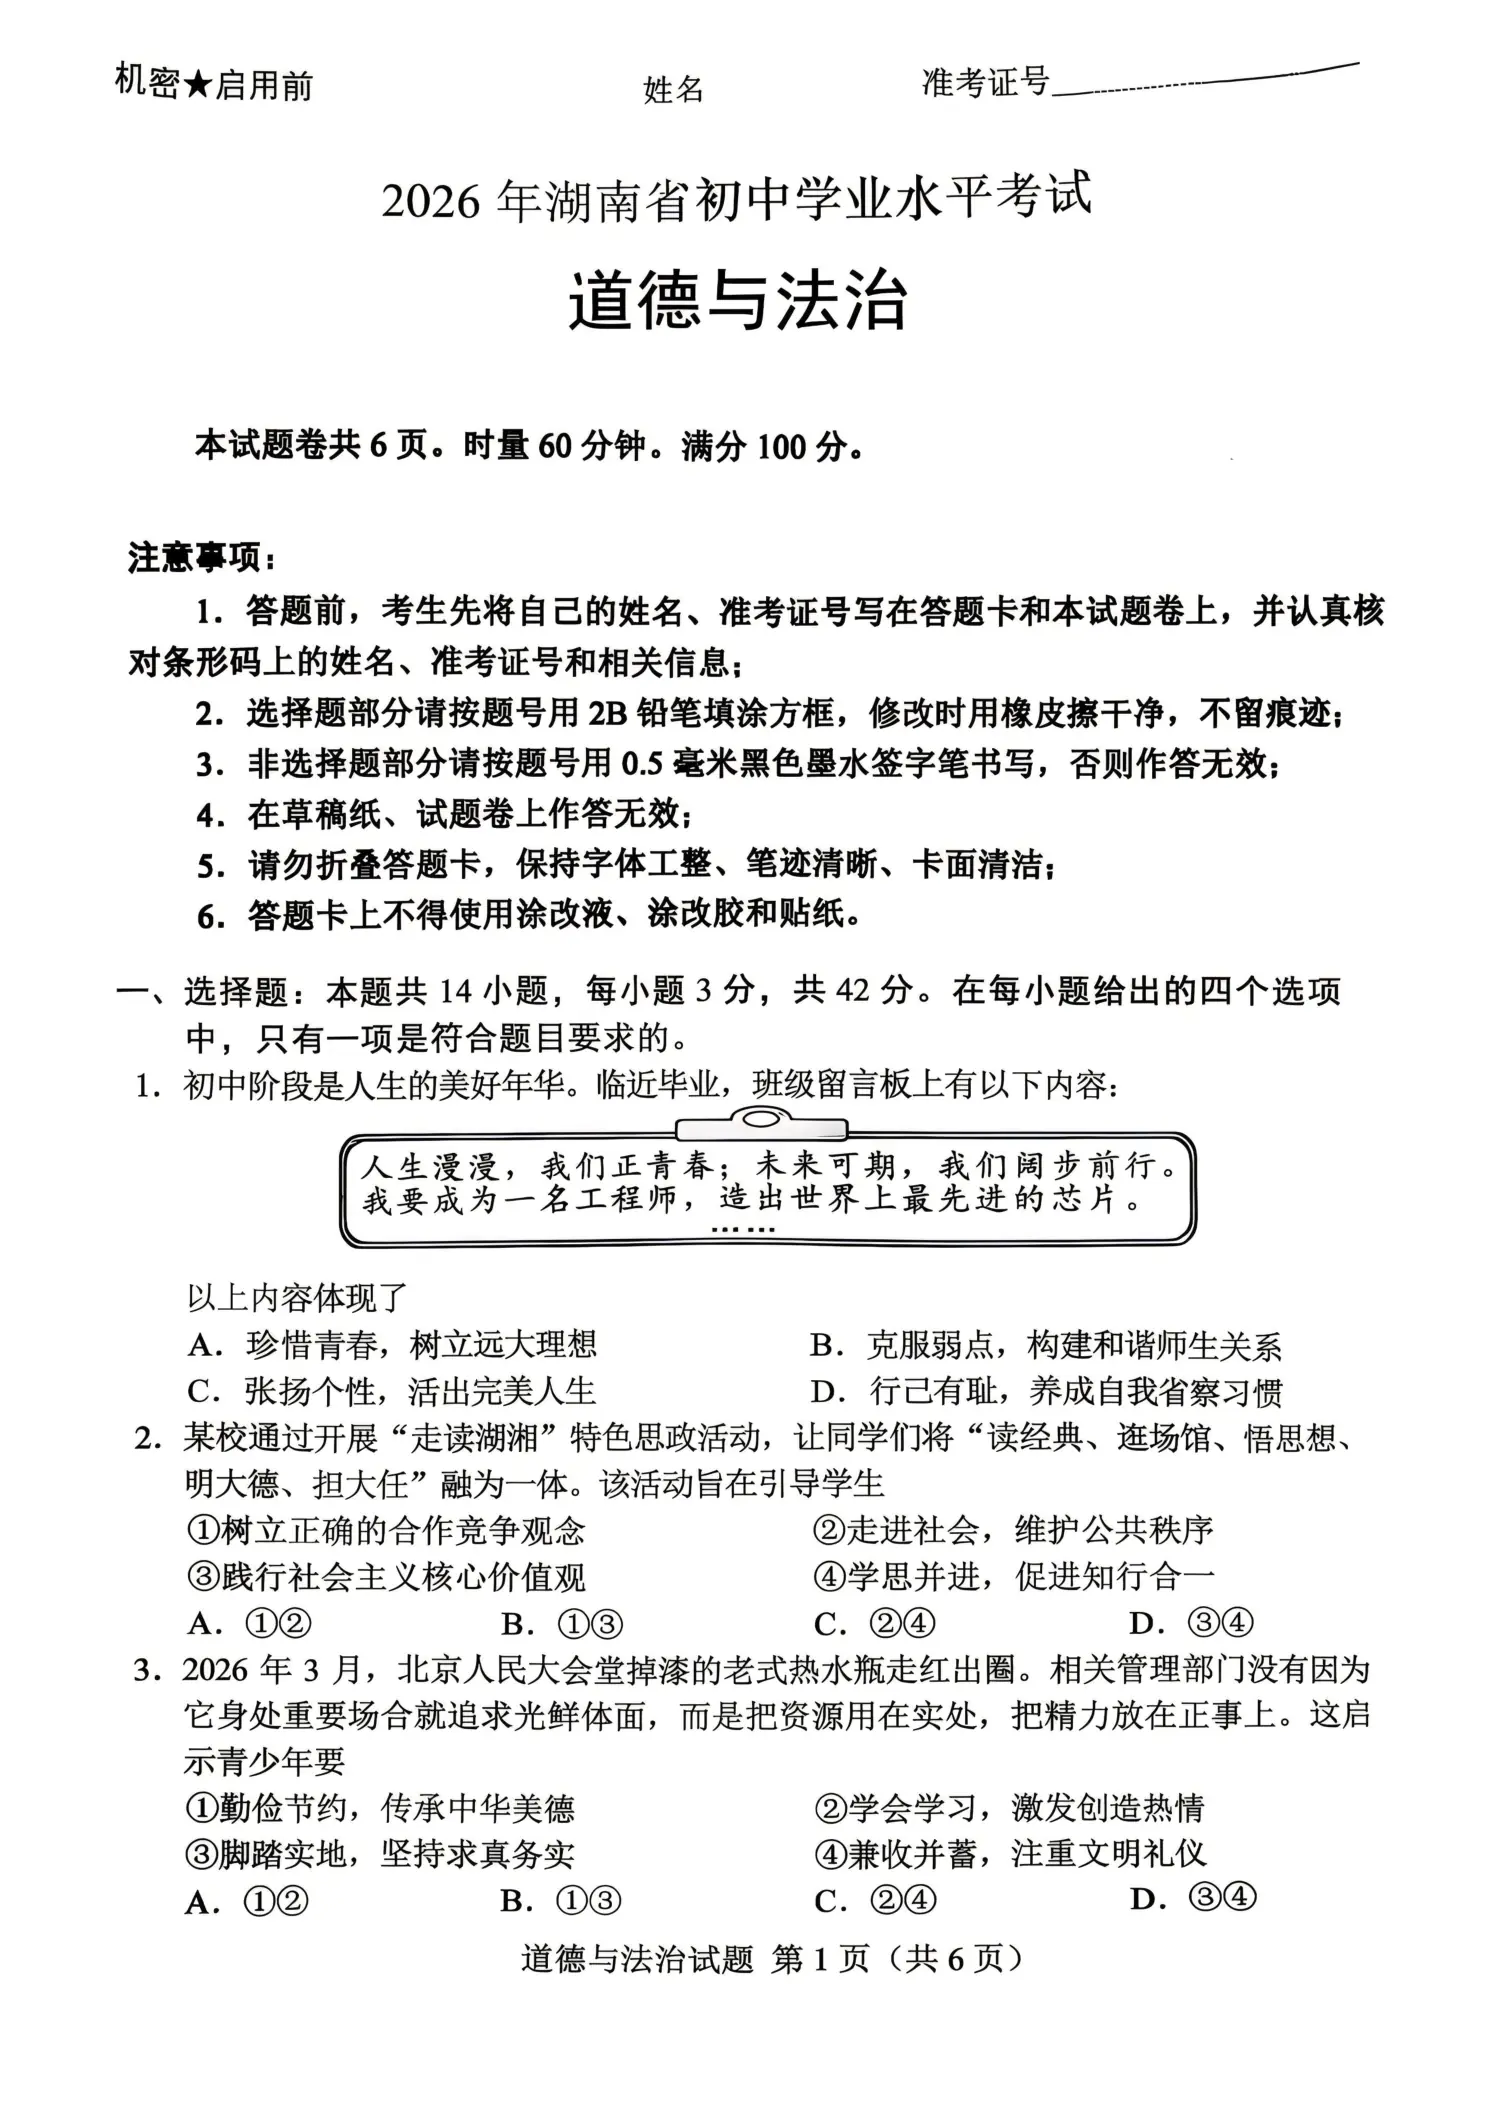 机密★启用前 姓名 准考证号
2026年湖南省初中学业水平考试
道德与法治
本试题卷共6页。时量60分钟。满分100分。
注意事项：
1．答题前，考生先将自己的姓名、准考证号写在答题卡和本试题卷上，并认真核
对条形码上的姓名、准考证号和相关信息；
2．选择题部分请按题号用2B铅笔填涂方框，修改时用橡皮擦干净，不留痕迹；
3．非选择题部分请按题号用0.5毫米黑色墨水签字笔书写，否则作答无效；
4．在草稿纸、试题卷上作答无效；
5．请勿折叠答题卡，保持字体工整、笔迹清晰、卡面清洁；
6．答题卡上不得使用涂改液、涂改胶和贴纸。
一、选择题：本题共14小题，每小题3分，共42分。在每小题给出的四个选项
中，只有一项是符合题目要求的。
1．初中阶段是人生的美好年华。临近毕业，班级留言板上有以下内容：
人生漫漫，我们正青春；未来可期，我们阔步前行。
我要成为一名工程师，造出世界上最先进的芯片。
……
以上内容体现了
A．珍惜青春，树立远大理想 B．克服弱点，构建和谐师生关系
C．张扬个性，活出完美人生 D．行己有耻，养成自我省察习惯
2．某校通过开展“走读湖湘”特色思政活动，让同学们将“读经典、逛场馆、悟思想、
明大德、担大任”融为一体。该活动旨在引导学生
①树立正确的合作竞争观念 ②走进社会，维护公共秩序
③践行社会主义核心价值观 ④学思并进，促进知行合一
A．①② B．①③ C．②④ D．③④
3．2026年3月，北京人民大会堂掉漆的老式热水瓶走红出圈。相关管理部门没有因为
它身处重要场合就追求光鲜体面，而是把资源用在实处，把精力放在正事上。这启
示青少年要
①勤俭节约，传承中华美德 ②学会学习，激发创造热情
③脚踏实地，坚持求真务实 ④兼收并蓄，注重文明礼仪
A．①② B．①③ C．②④ D．③④
道德与法治试题 第1页（共6页）